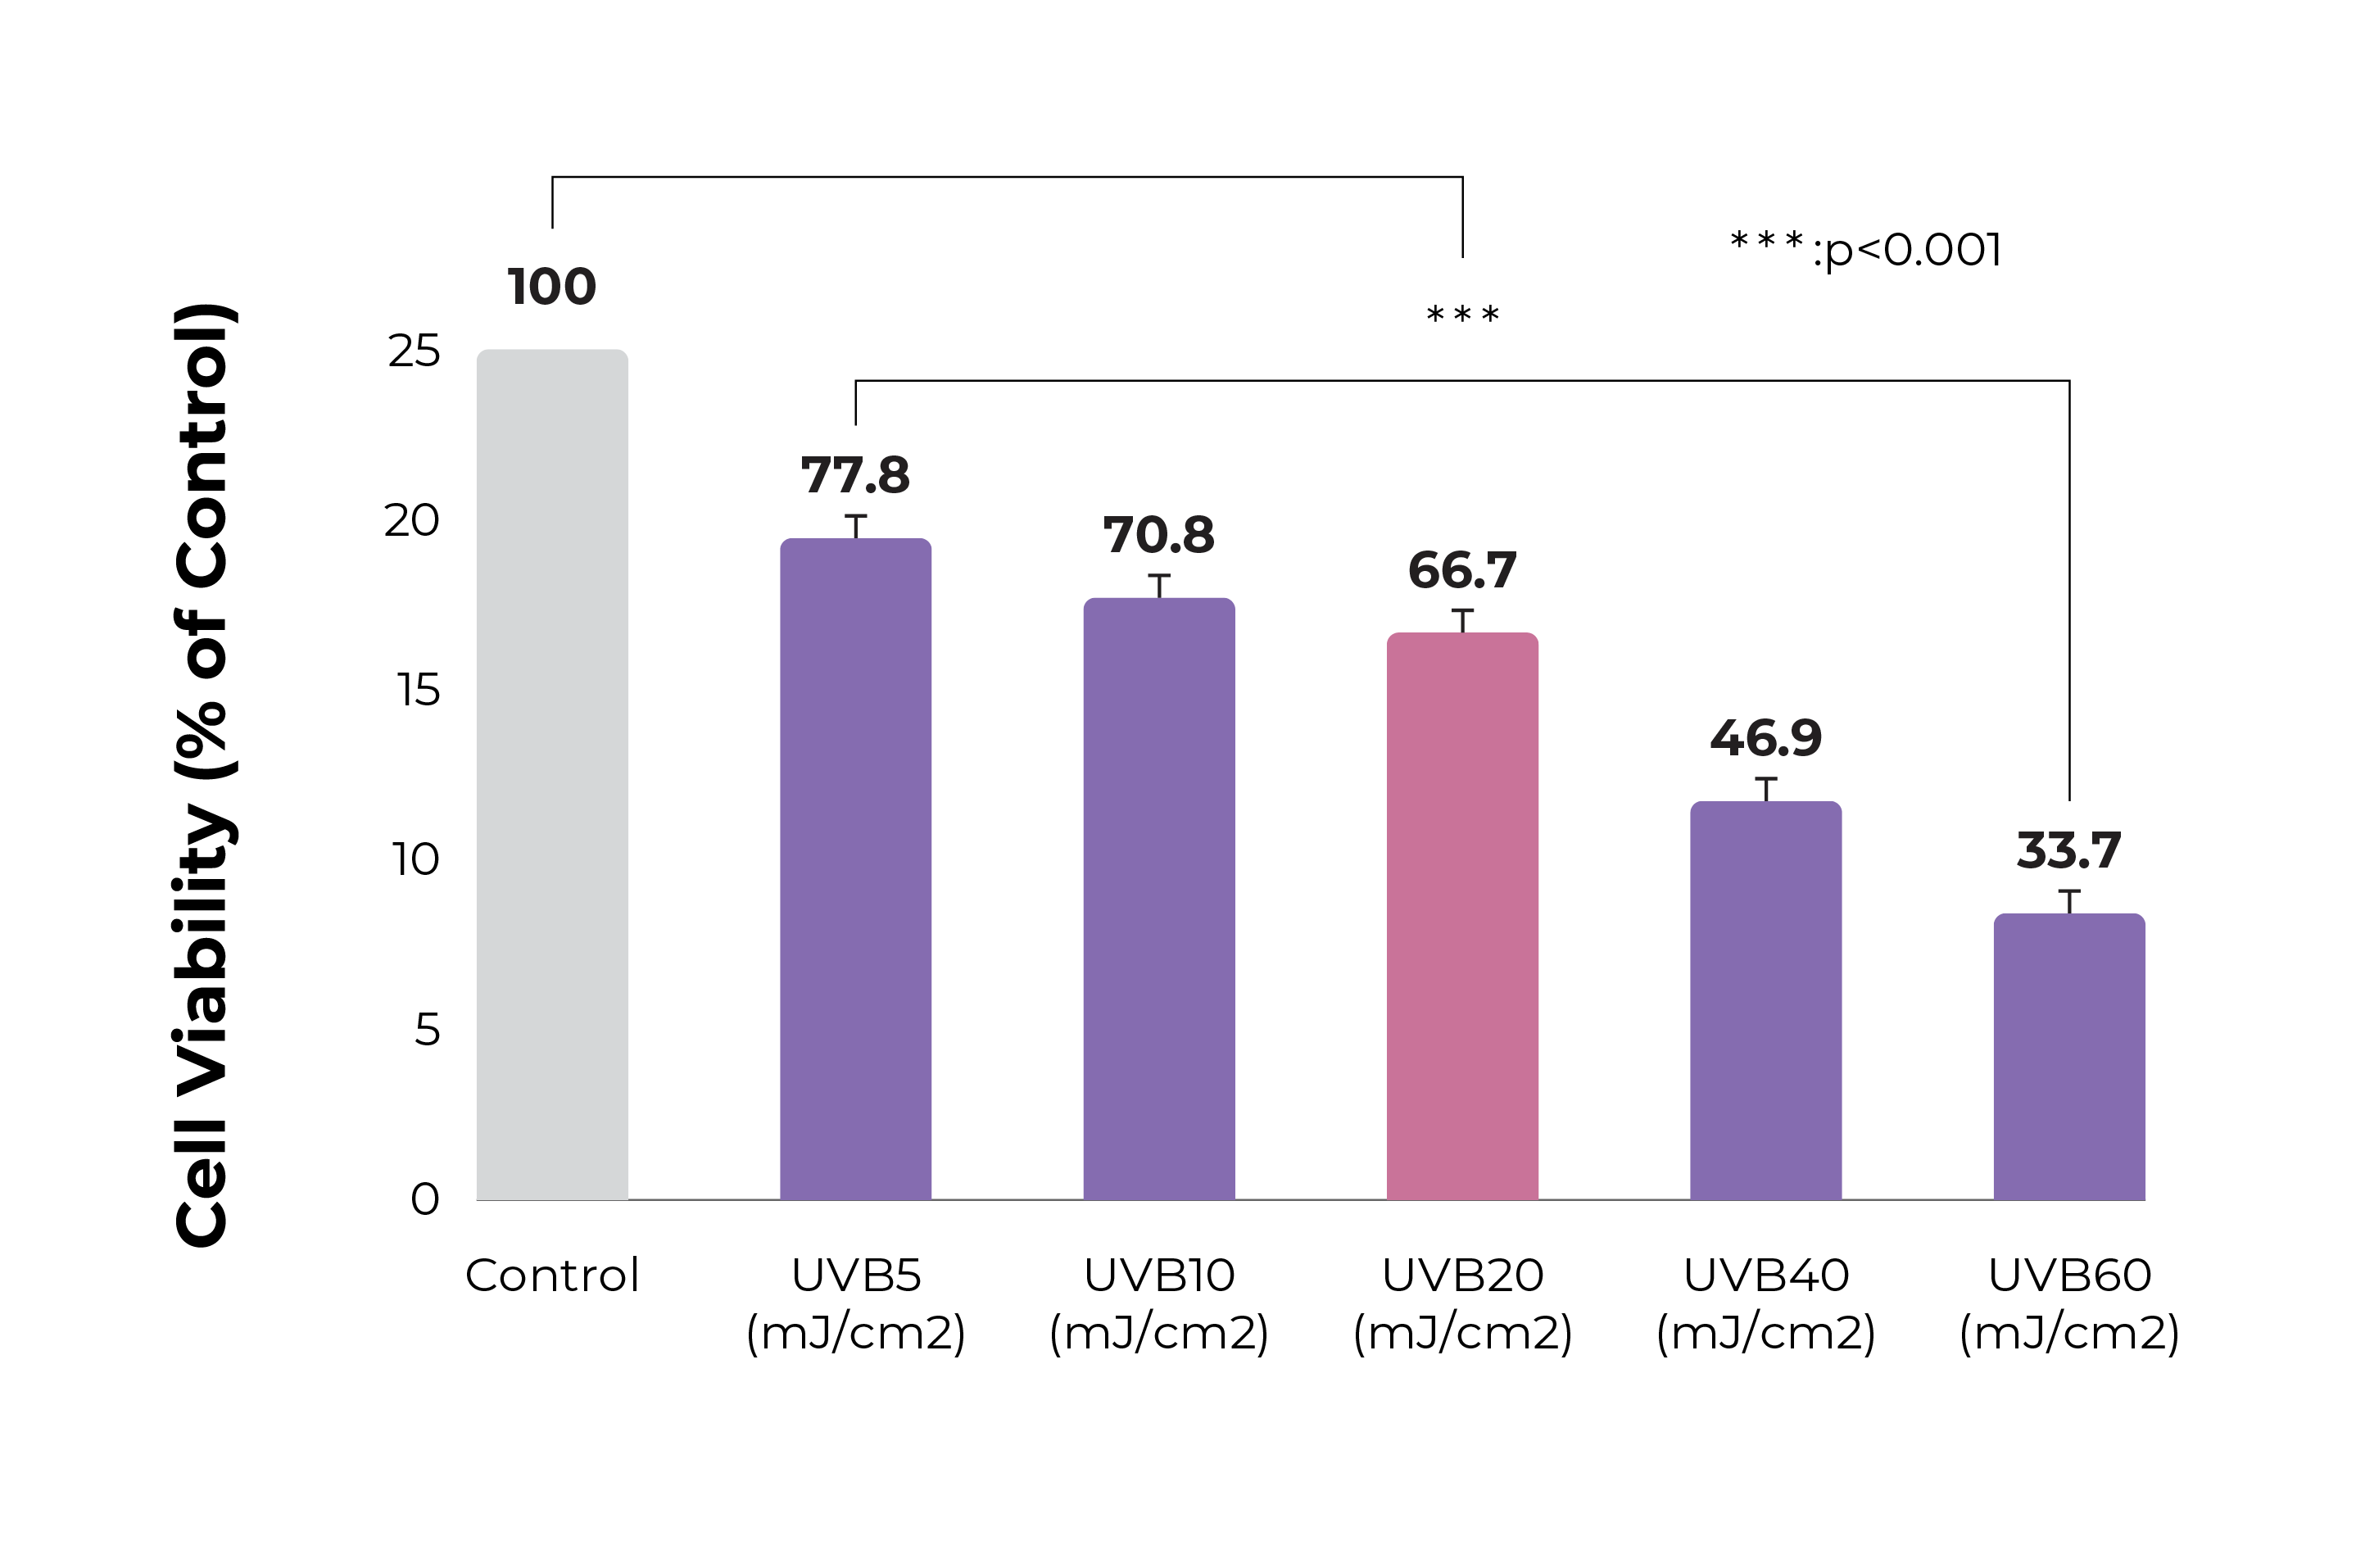 Cell Viability (% of Control)
***:p<0.001
***
100
77.8
70.8
66.7
46.9
33.7
25
20
15
10
5
0
Control
UVB5
(mJ/cm2)
UVB10
(mJ/cm2)
UVB20
(mJ/cm2)
UVB40
(mJ/cm2)
UVB60
(mJ/cm2)